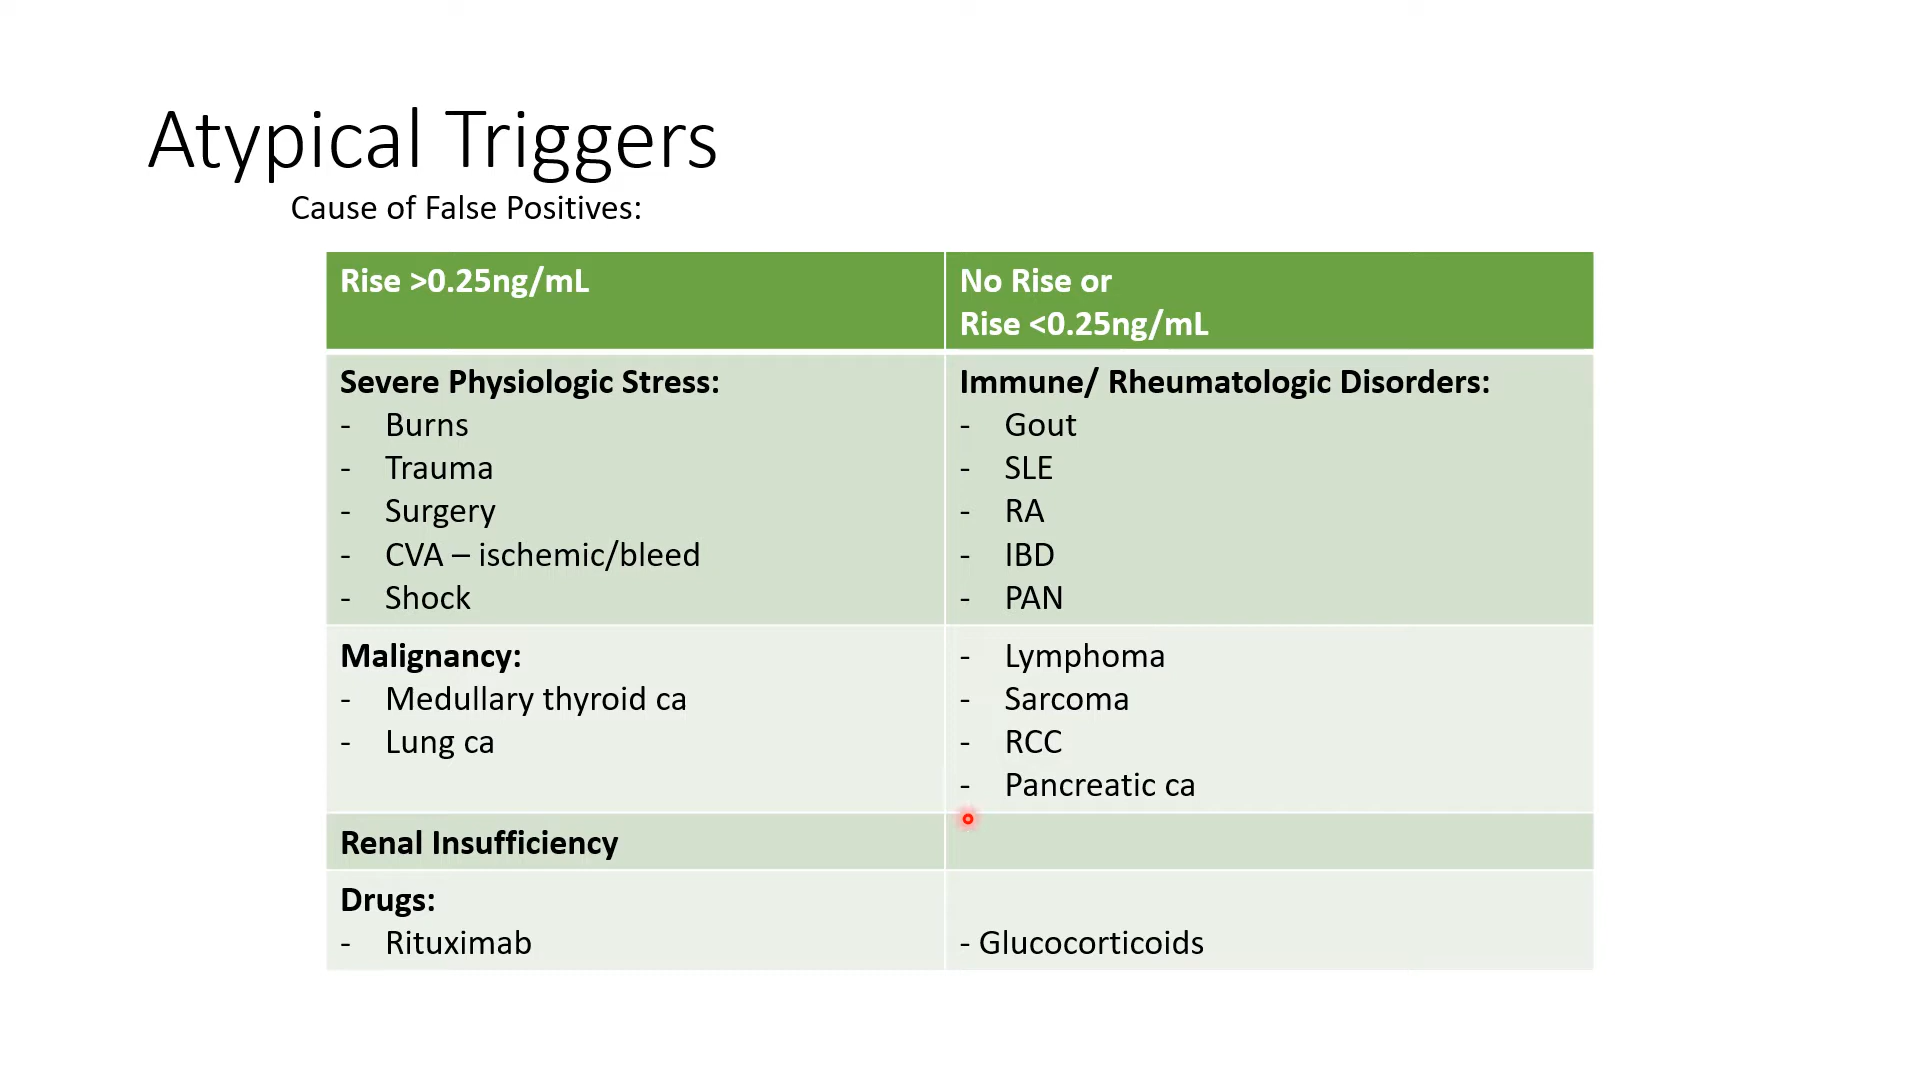 Atypical Triggers
Cause of False Positives:
Rise >0.25ng/mL
No Rise or
Rise <0.25ng/mL
Severe Physiologic Stress:
- Burns
- Trauma
- Surgery
- CVA – ischemic/bleed
- Shock
Immune/ Rheumatologic Disorders:
- Gout
- SLE
- RA
- IBD
- PAN
Malignancy:
- Medullary thyroid ca
- Lung ca
- Lymphoma
- Sarcoma
- RCC
- Pancreatic ca
Renal Insufficiency
Drugs:
- Rituximab
- Glucocorticoids